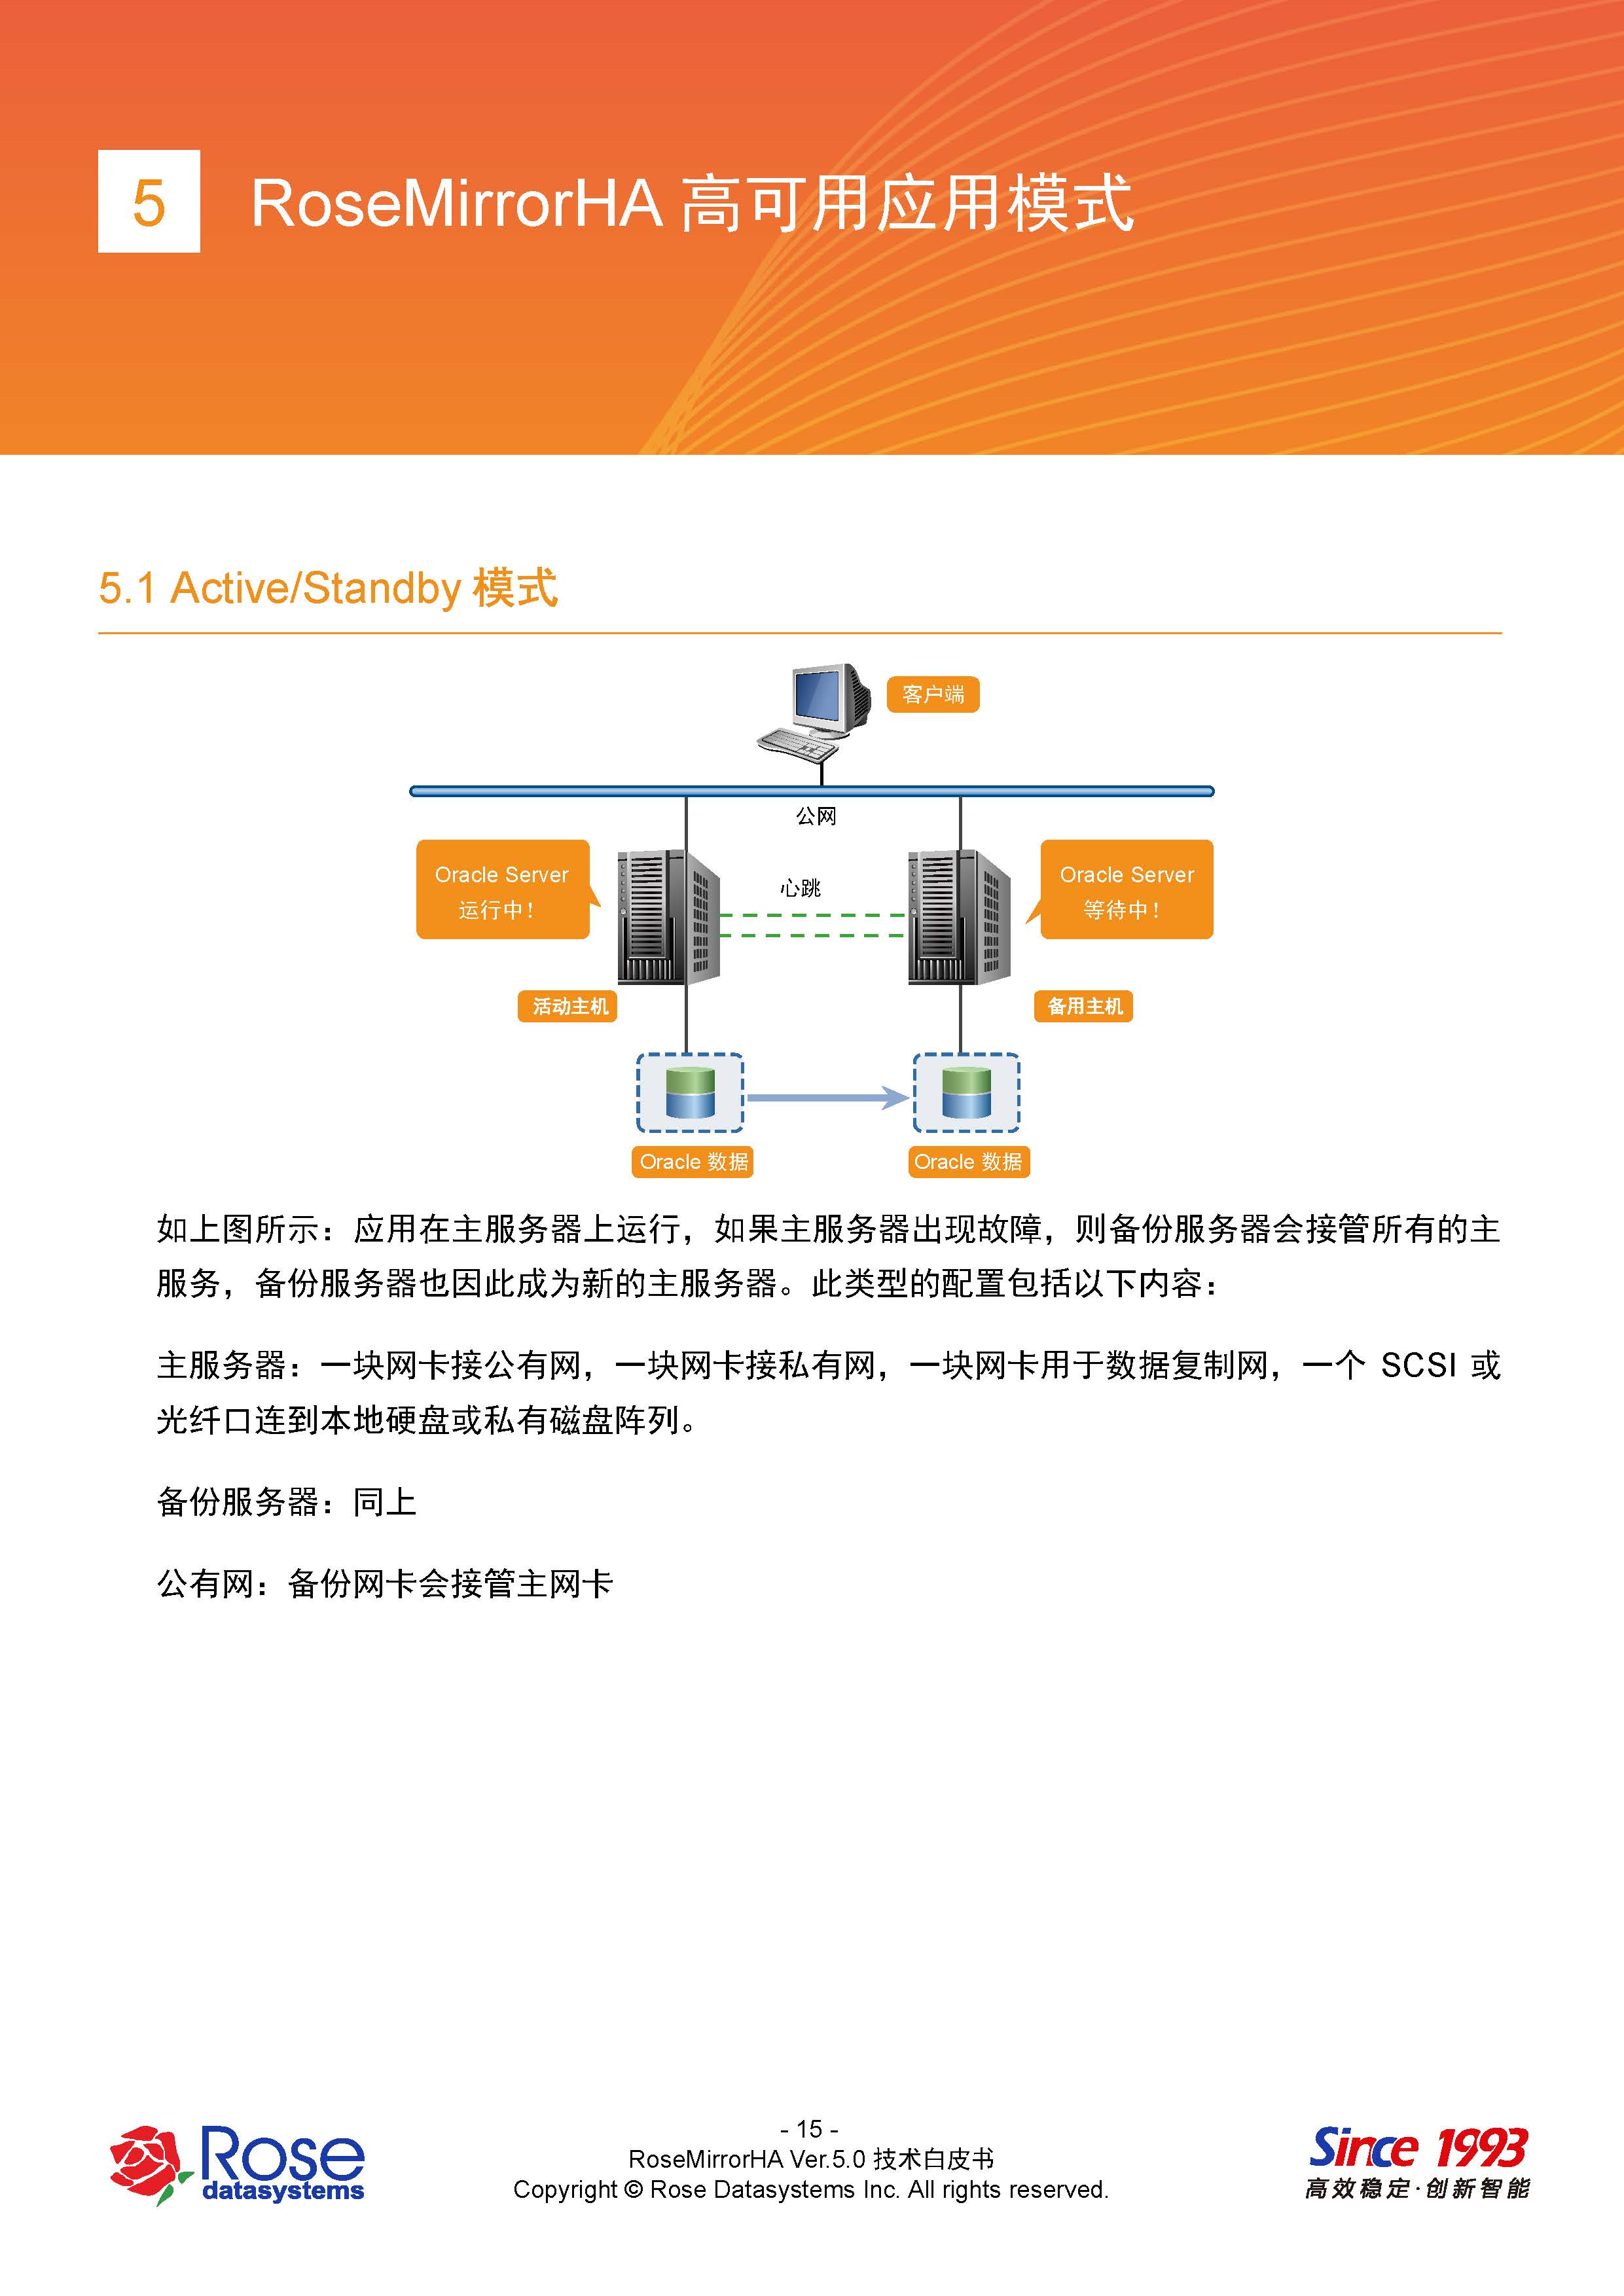 5
RoseMirrorHA 高可用应用模式
5.1 Active/Standby 模式
客户端
公网
Oracle Server
运行中！
心跳
Oracle Server
等待中！
活动主机
备用主机
Oracle 数据
Oracle 数据
如上图所示：应用在主服务器上运行，如果主服务器出现故障，则备份服务器会接管所有的主
服务，备份服务器也因此成为新的主服务器。此类型的配置包括以下内容：
主服务器：一块网卡接公有网，一块网卡接私有网，一块网卡用于数据复制网，一个 SCSI 或
光纤口连到本地硬盘或私有磁盘阵列。
备份服务器：同上
公有网：备份网卡会接管主网卡
Rose
datasystems
- 15 -
RoseMirrorHA Ver.5.0 技术白皮书
Copyright © Rose Datasystems Inc. All rights reserved.
Since 1993
高效稳定·创新智能